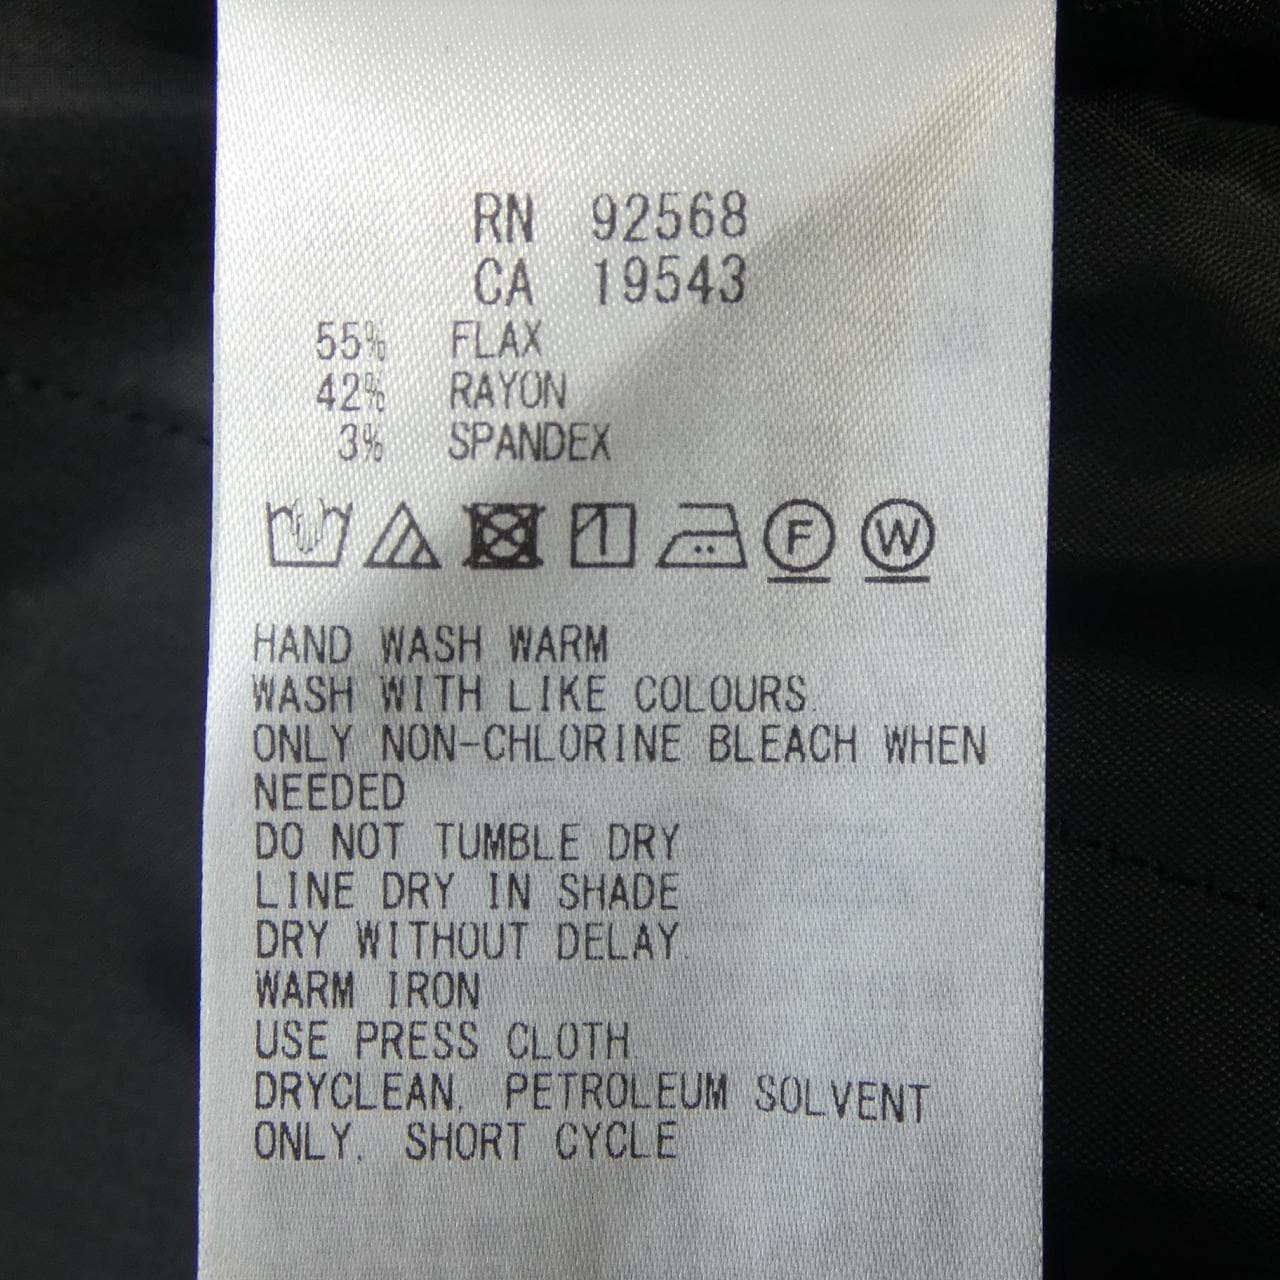 RN 92568
CA 19543
55% FLAX
42% RAYON
3% SPANDEX
F W
HAND WASH WARM
WASH WITH LIKE COLOURS.
ONLY NON-CHLORINE BLEACH WHEN
NEEDED
DO NOT TUMBLE DRY
LINE DRY IN SHADE
DRY WITHOUT DELAY.
WARM IRON
USE PRESS CLOTH
DRYCLEAN. PETROLEUM SOLVENT
ONLY. SHORT CYCLE